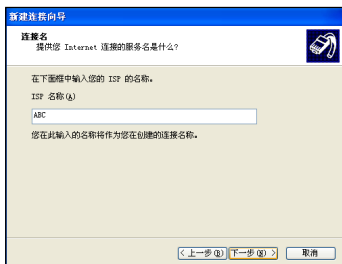 新建连接向导
连接名
提供您 Internet 连接的服务名是什么?
在下面框中输入您的 ISP 的名称。
ISP 名称(A)
ABC
您在此输入的名称将作为您在创建的连接名称。
< 上一步(B) 下一步(N) > 取消